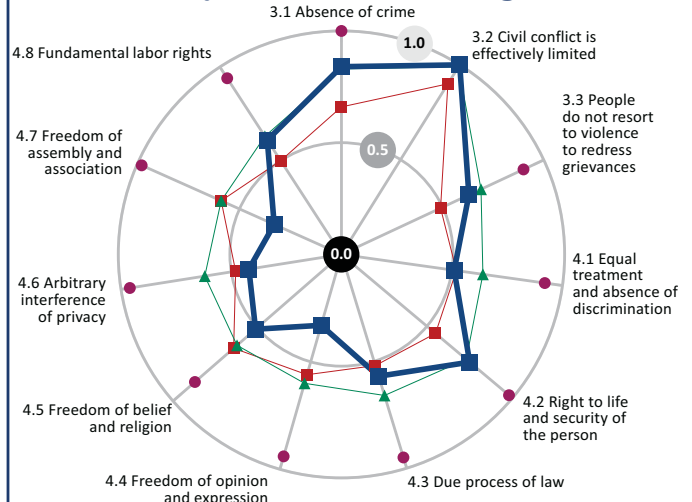 3.1 Absence of crime
1.0
3.2 Civil conflict is
effectively limited
4.8 Fundamental labor rights
3.3 People
do not resort
to violence
to redress
grievances
0.5
4.7 Freedom of
assembly and
association
0.0
4.1 Equal
treatment
and absence of
discrimination
4.6 Arbitrary
interference
of privacy
4.2 Right to life
and security of
the person
4.5 Freedom of belief
and religion
4.4 Freedom of opinion
and expression
4.3 Due process of law